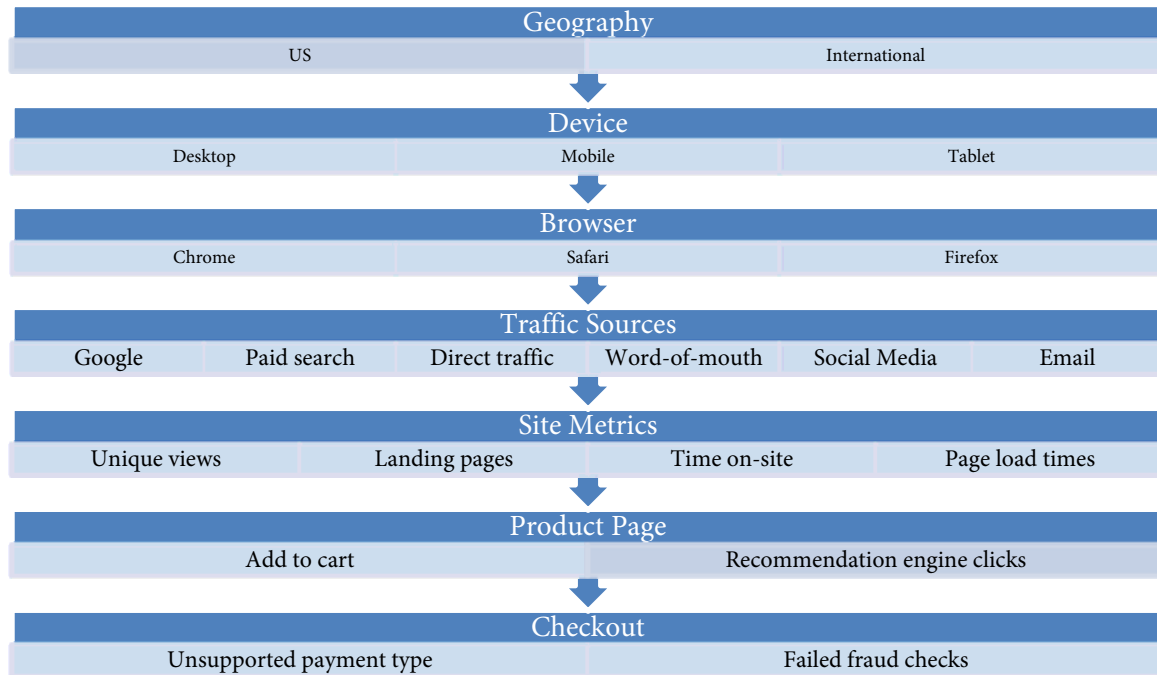 Geography
US International
Device
Desktop Mobile Tablet
Browser
Chrome Safari Firefox
Traffic Sources
Google Paid search Direct traffic Word-of-mouth Social Media Email
Site Metrics
Unique views Landing pages Time on-site Page load times
Product Page
Add to cart Recommendation engine clicks
Checkout
Unsupported payment type Failed fraud checks